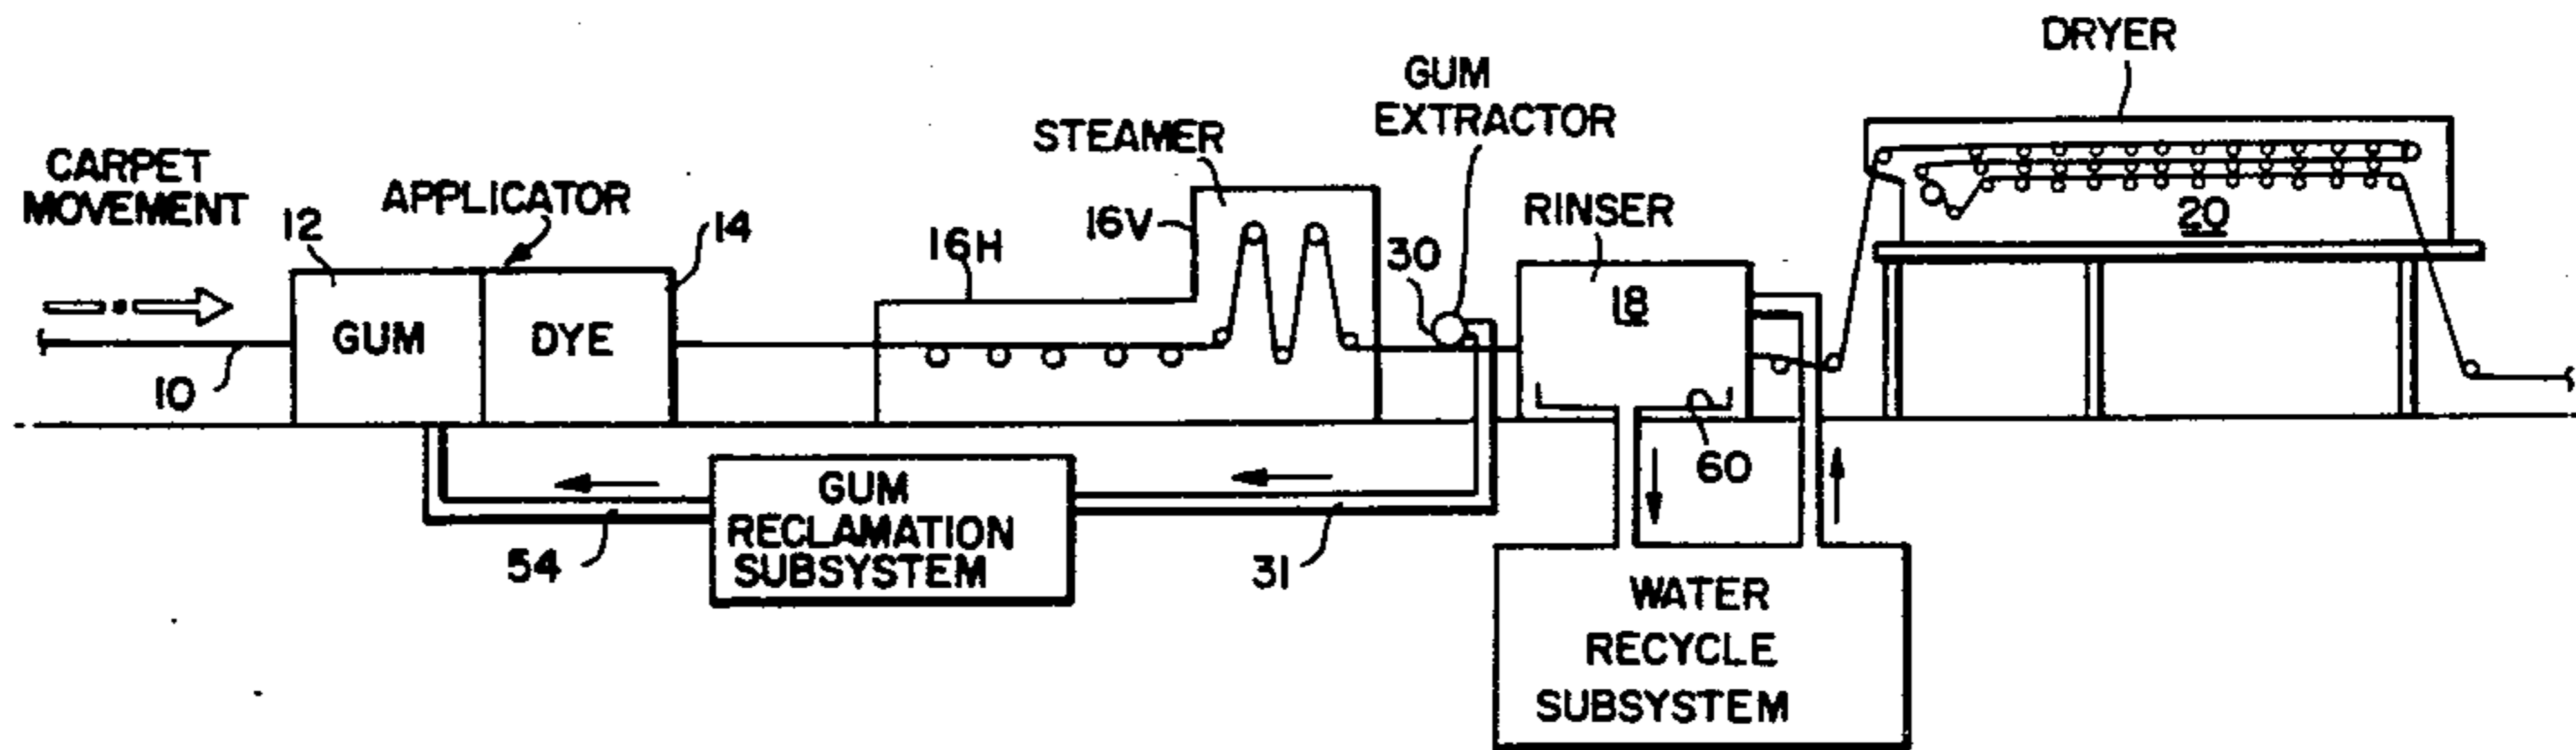 CARPET
MOVEMENT
12
APPLICATOR
14
GUM
DYE
10
16H
STEAMER
16V
GUM
EXTRACTOR
30
RINSER
18
DRYER
20
60
GUM
RECLAMATION
SUBSYSTEM
54
31
WATER
RECYCLE
SUBSYSTEM